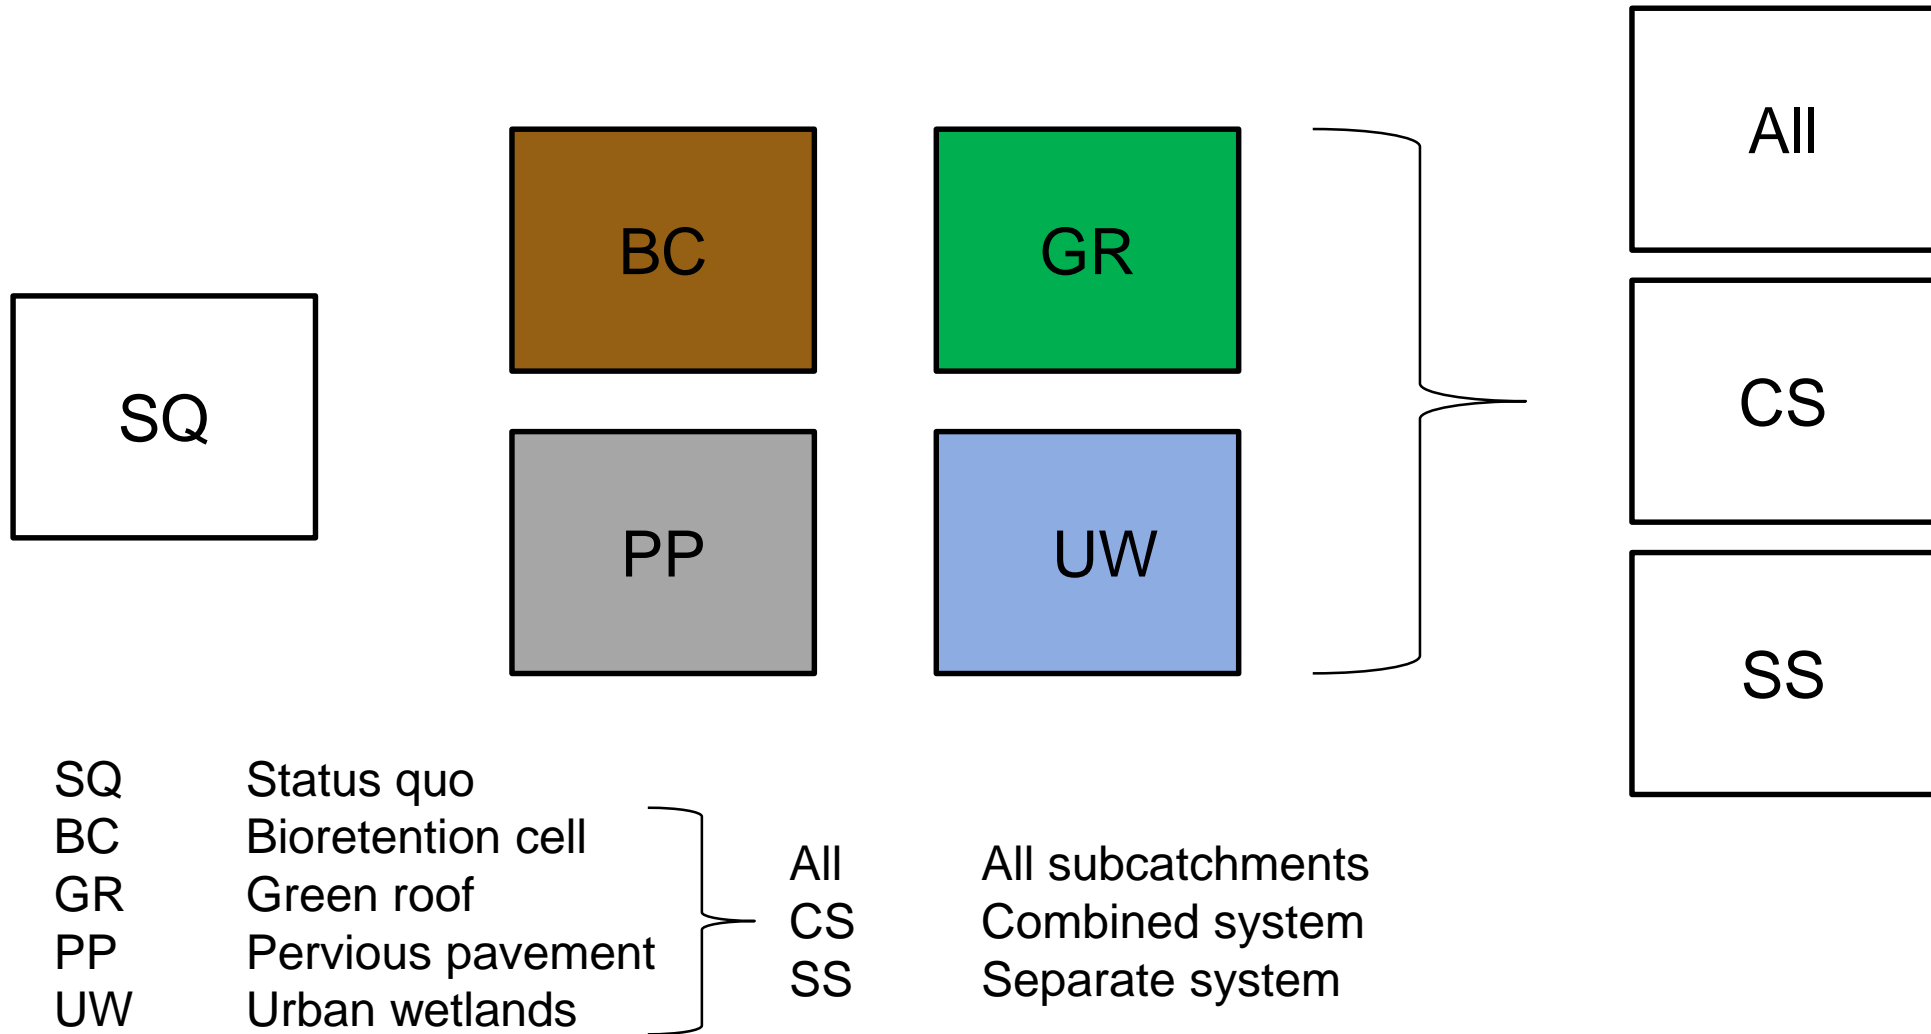 All
BC
GR
SQ
CS
PP
UW
SS
SQ Status quo
BC Bioretention cell
GR Green roof
PP Pervious pavement
UW Urban wetlands
All All subcatchments
CS Combined system
SS Separate system